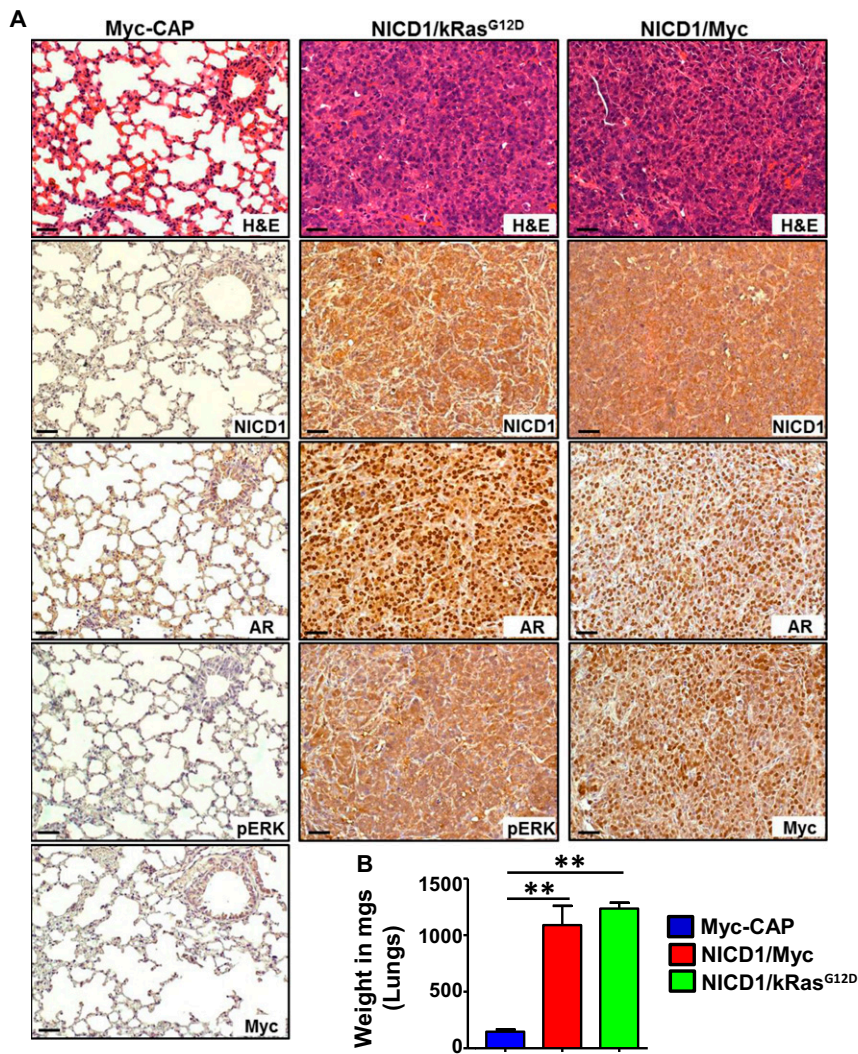 A
Myc-CAP
NICD1/kRasG12D
NICD1/Myc
H&E
H&E
H&E
NICD1
NICD1
NICD1
AR
AR
AR
pERK
pERK
Myc
Myc
B
**
**
1500
1000
500
0
Weight in mgs
(Lungs)
Myc-CAP
NICD1/Myc
NICD1/kRasG12D